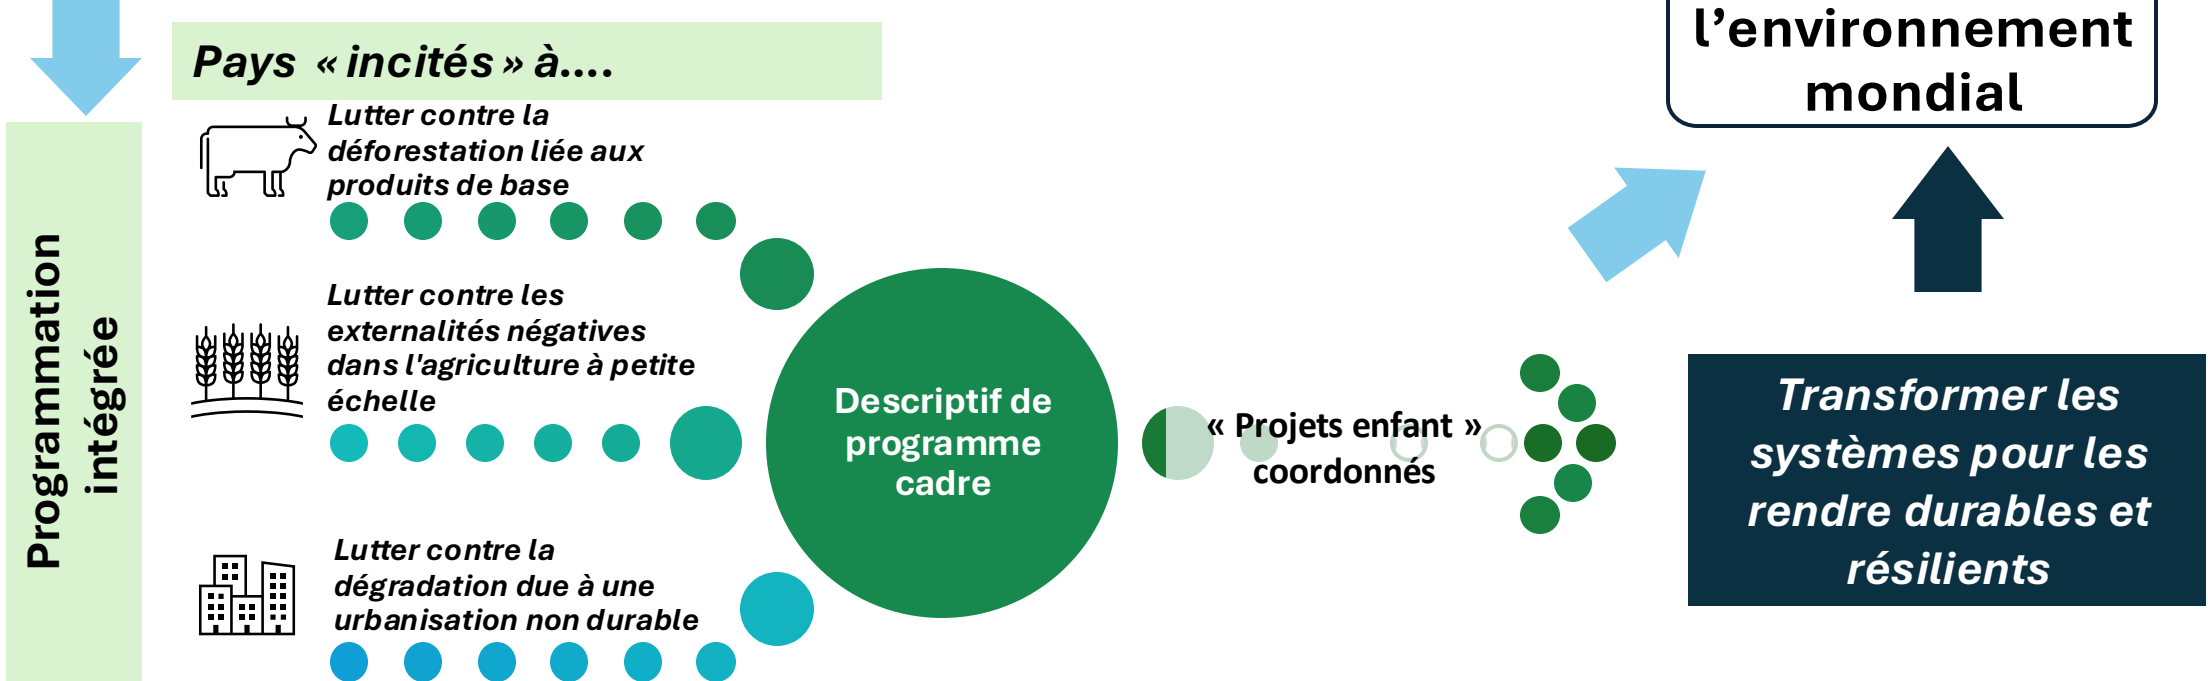 Pays « incités » à....
l’environnement
mondial
Programmation
intégrée
Lutter contre la
déforestation liée aux
produits de base
Lutter contre les
externalités négatives
dans l'agriculture à petite
échelle
Lutter contre la
dégradation due à une
urbanisation non durable
Descriptif de
programme
cadre
« Projets enfant »
coordonnés
Transformer les
systèmes pour les
rendre durables et
résilients